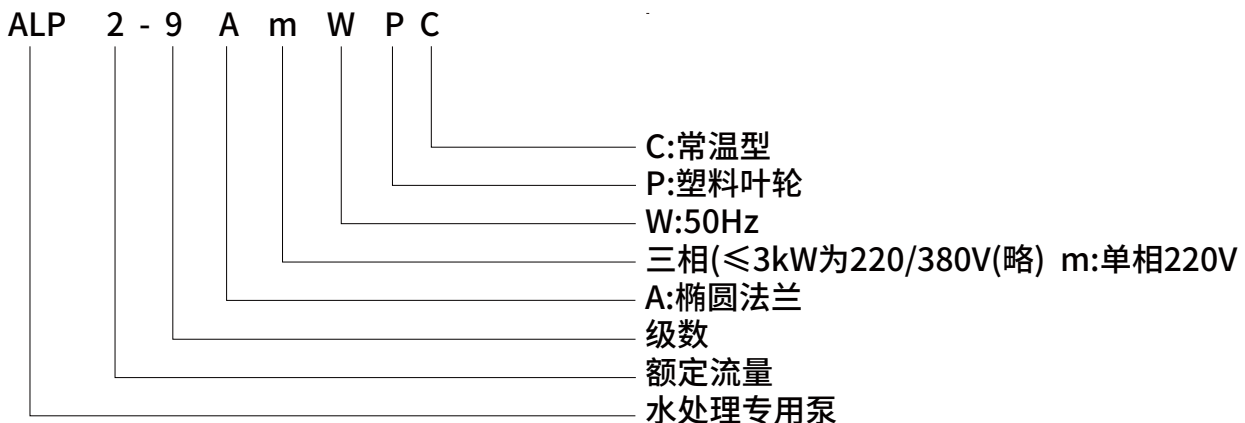 ALP 2 - 9 A m W P C
C:常温型
P:塑料叶轮
W:50Hz
三相(≤3kW为220/380V(略) m:单相220V
A:椭圆法兰
级数
额定流量
水处理专用泵